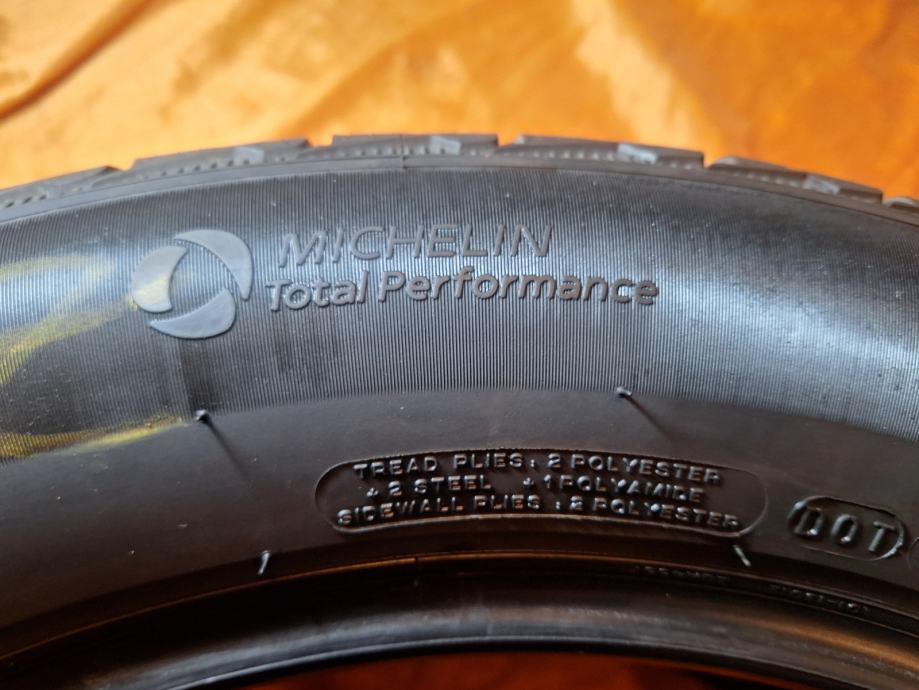 MICHELIN
Total Performance
TREAD PLIES: 2 POLYESTER
+ 2 STEEL + 1 POLYAMIDE
SIDEWALL PLIES : 2 POLYESTER
DOT